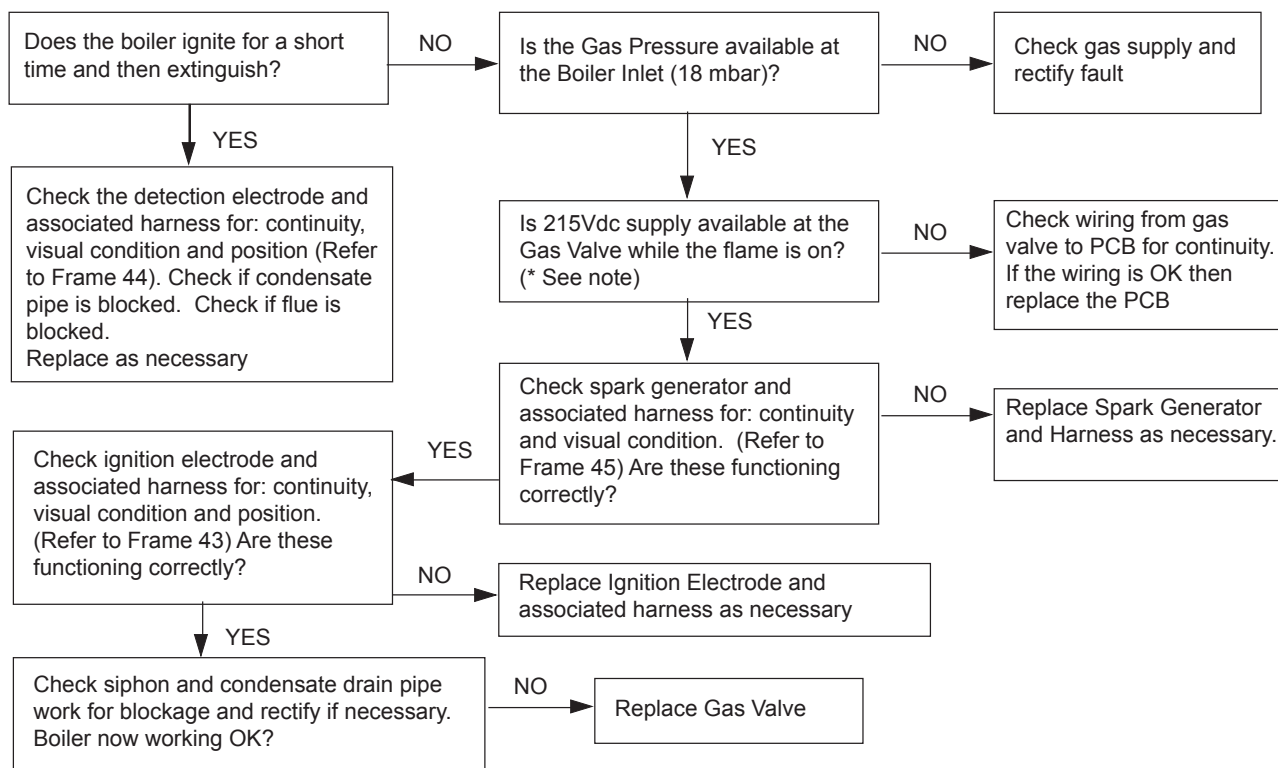 Does the boiler ignite for a short
time and then extinguish?
NO
Is the Gas Pressure available at
the Boiler Inlet (18 mbar)?
NO
Check gas supply and
rectify fault
YES
YES
Check the detection electrode and
associated harness for: continuity,
visual condition and position (Refer
to Frame 44). Check if condensate
pipe is blocked.  Check if flue is
blocked.
Replace as necessary
Is 215Vdc supply available at the
Gas Valve while the flame is on?
(* See note)
NO
Check wiring from gas
valve to PCB for continuity.
If the wiring is OK then
replace the PCB
YES
Check spark generator and
associated harness for: continuity
and visual condition.  (Refer to
Frame 45) Are these functioning
correctly?
NO
Replace Spark Generator
and Harness as necessary.
YES
Check ignition electrode and
associated harness for: continuity,
visual condition and position.
(Refer to Frame 43) Are these
functioning correctly?
NO
Replace Ignition Electrode and
associated harness as necessary
YES
Check siphon and condensate drain pipe
work for blockage and rectify if necessary.
Boiler now working OK?
NO
Replace Gas Valve